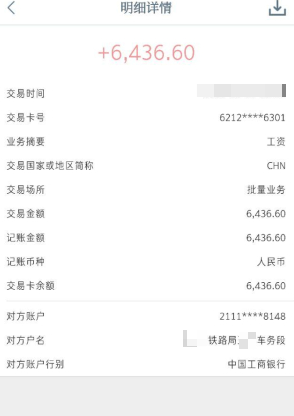 明细详情
+6,436.60
交易时间
交易卡号 6212****6301
业务摘要 工资
交易国家或地区简称 CHN
交易场所 批量业务
交易金额 6,436.60
记账金额 6,436.60
记账币种 人民币
交易卡余额 6,436.60
对方账户 2111****8148
对方户名 铁路局 车务段
对方账户行别 中国工商银行